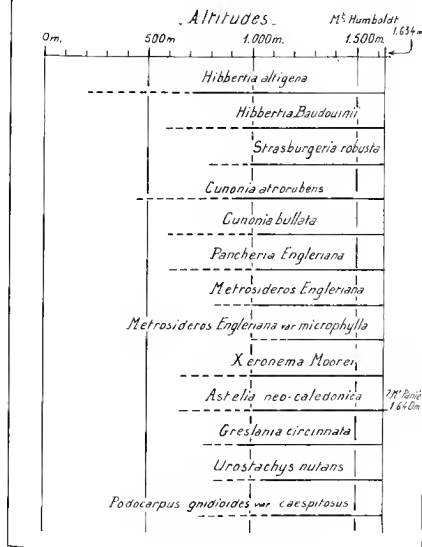 Altitudes
Mt Humboldt
1.634m
0m. 500m 1.000m. 1.500m.
Hibbertia altigena
Hibbertia Baudouinii
Strasburgeria robusta
Cunonia atrorubens
Cunonia bullata
Pancheria Engleriana
Metrosideros Engleriana
Metrosideros Engleriana var microphylla
Xeronema Moorei
Astelia neo-caledonica
? Mt Panié
1.640m
Greslania circinnata
Urostachys nutans
Podocarpus gnidioides var caespitosus